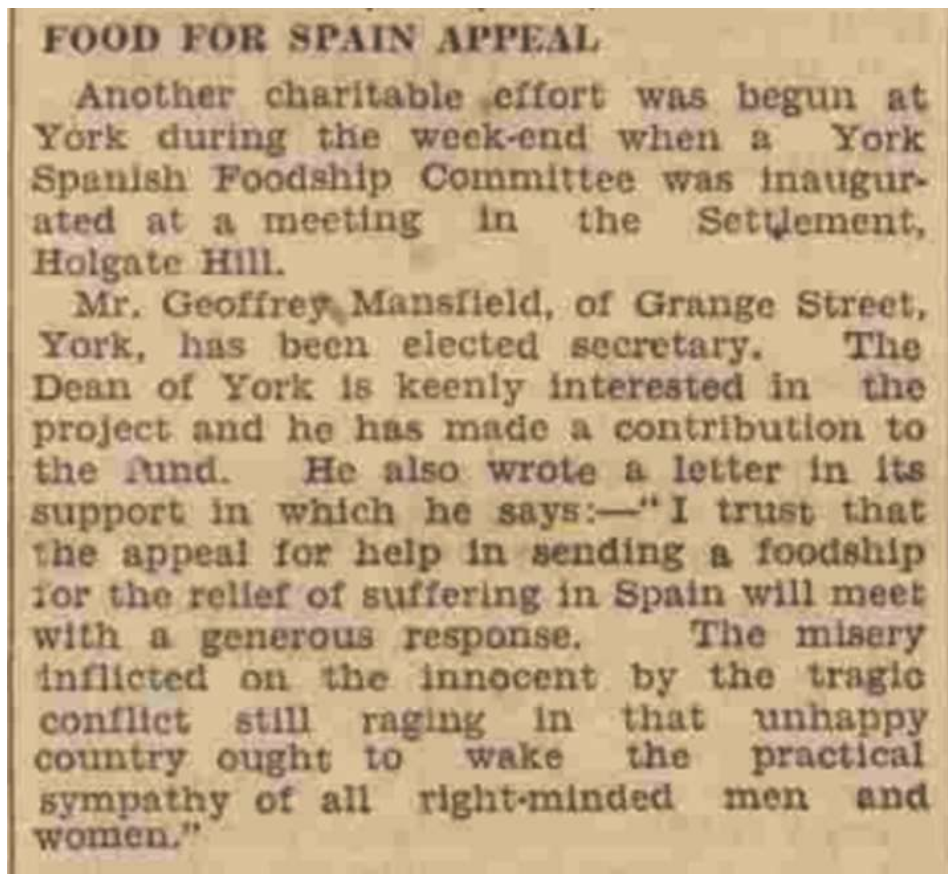 FOOD FOR SPAIN APPEAL
Another charitable effort was begun at
York during the week-end when a York
Spanish Foodship Committee was inaugur-
ated at a meeting in the Settlement,
Holgate Hill.
Mr. Geoffrey Mansfield, of Grange Street,
York, has been elected secretary. The
Dean of York is keenly interested in the
project and he has made a contribution to
the fund. He also wrote a letter in its
support in which he says:—"I trust that
the appeal for help in sending a foodship
for the relief of suffering in Spain will meet
with a generous response. The misery
inflicted on the innocent by the tragic
conflict still raging in that unhappy
country ought to wake the practical
sympathy of all right-minded men and
women."